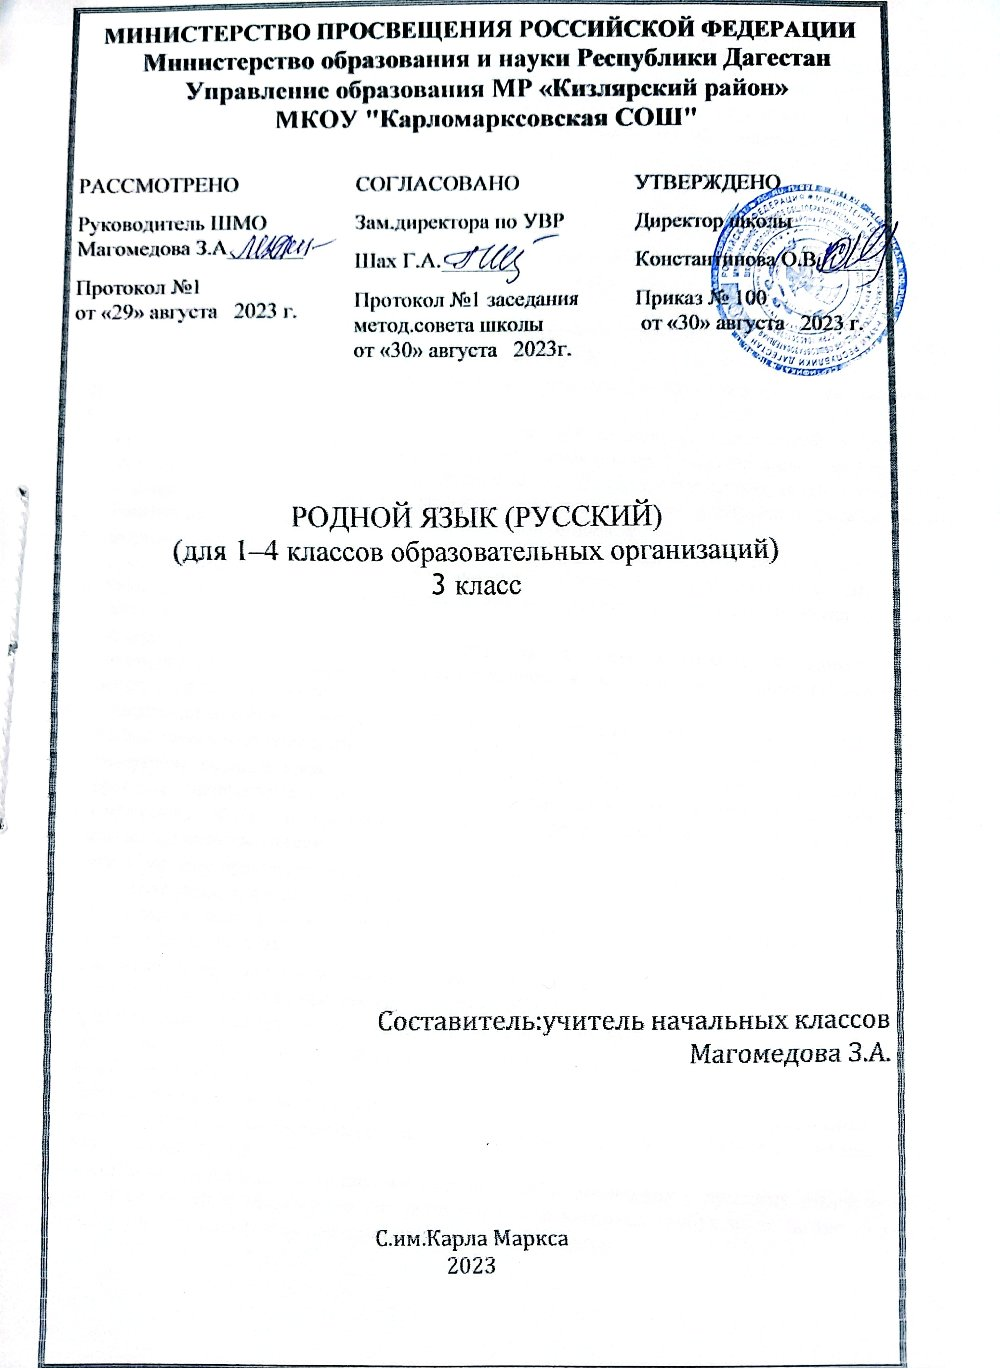 МИНИСТЕРСТВО ПРОСВЕЩЕНИЯ РОССИЙСКОЙ ФЕДЕРАЦИИ
Министерство образования и науки Республики Дагестан
Управление образования МР «Кизлярский район»
МКОУ "Карломарксовская СОШ"
РАССМОТРЕНО
Руководитель ШМО
Магомедова З.А.
Протокол №1
от «29» августа 2023 г.
СОГЛАСОВАНО
Зам.директора по УВР
Шах Г.А.
Протокол №1 заседания
метод.совета школы
от «30» августа 2023г.
УТВЕРЖДЕНО
Директор школы
Константинова О.В.
Приказ № 100
от «30» августа 2023 г.
РОДНОЙ ЯЗЫК (РУССКИЙ)
(для 1–4 классов образовательных организаций)
3 класс
Составитель:учитель начальных классов
Магомедова З.А.
С.им.Карла Маркса
2023